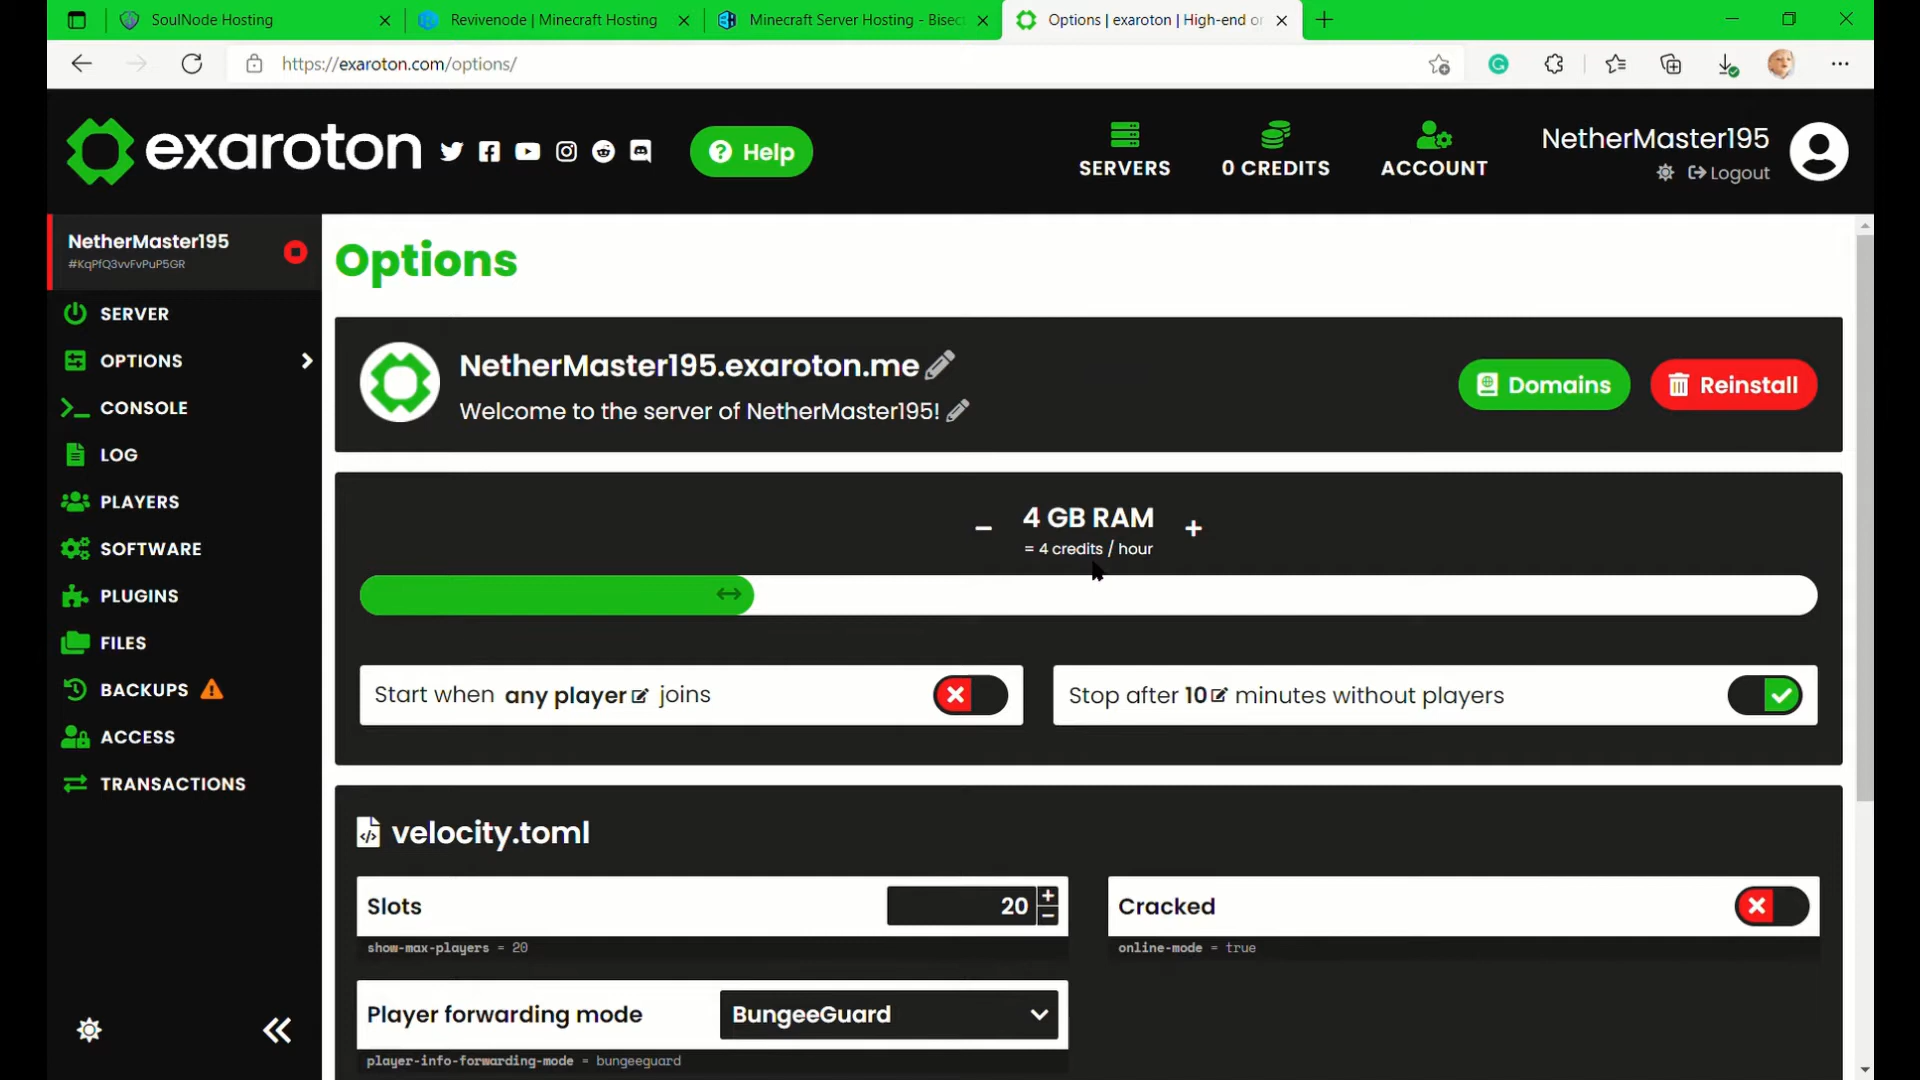 SoulNode Hosting
Revivenode | Minecraft Hosting
Minecraft Server Hosting - Bisec
Options | exaroton | High-end or
https://exaroton.com/options/
exaroton
Help
SERVERS
0 CREDITS
ACCOUNT
NetherMaster195
Logout
NetherMaster195
#KqPfQ3vvFvPuP5GR
SERVER
OPTIONS
CONSOLE
LOG
PLAYERS
SOFTWARE
PLUGINS
FILES
BACKUPS
ACCESS
TRANSACTIONS
Options
NetherMaster195.exaroton.me
Welcome to the server of NetherMaster195!
Domains
Reinstall
- 4 GB RAM +
= 4 credits / hour
Start when any player joins
Stop after 10 minutes without players
velocity.toml
Slots
20
+
-
show-max-players = 20
Cracked
online-mode = true
Player forwarding mode
BungeeGuard
player-info-forwarding-mode = bungeeguard